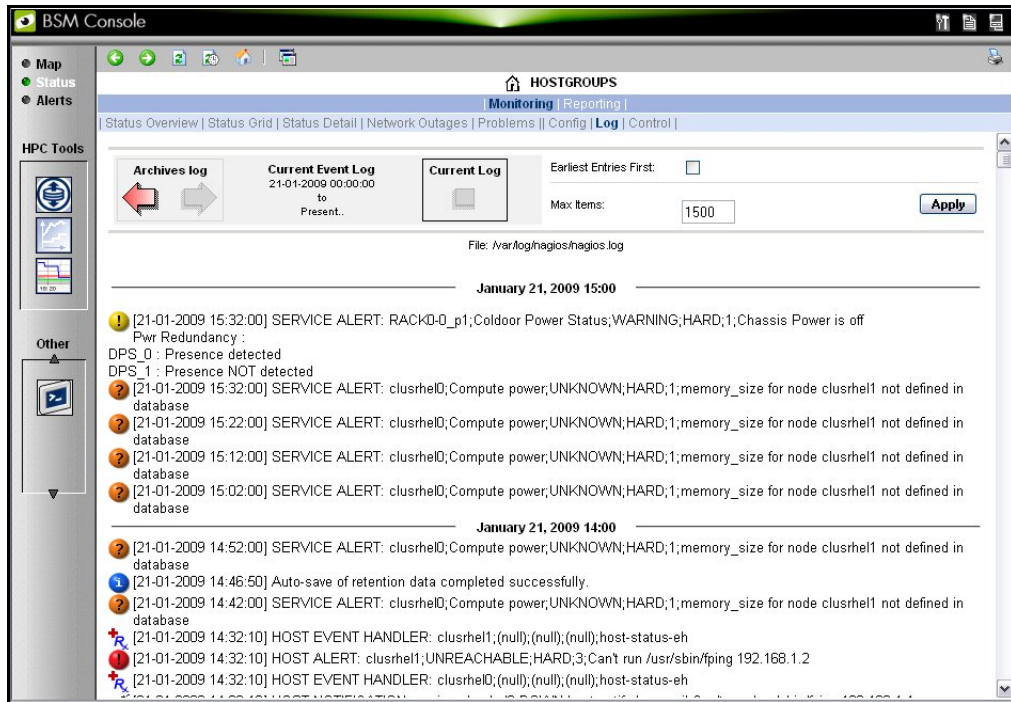 BSM Console
Map
Status
Alerts
HPC Tools
Other
HOSTGROUPS
| Monitoring | Reporting |
| Status Overview | Status Grid | Status Detail | Network Outages | Problems || Config | Log | Control |
Archives log
Current Event Log
21-01-2009 00:00:00
to
Present..
Current Log
Earliest Entries First:
Max Items:
1500
Apply
File: /var/log/nagios/nagios.log
January 21, 2009 15:00
[21-01-2009 15:32:00] SERVICE ALERT: RACK0-0_p1;Coldoor Power Status;WARNING;HARD;1;Chassis Power is off
Pwr Redundancy :
DPS_0 : Presence detected
DPS_1 : Presence NOT detected
[21-01-2009 15:32:00] SERVICE ALERT: clusrhel0;Compute power;UNKNOWN;HARD;1;memory_size for node clusrhel1 not defined in
database
[21-01-2009 15:22:00] SERVICE ALERT: clusrhel0;Compute power;UNKNOWN;HARD;1;memory_size for node clusrhel1 not defined in
database
[21-01-2009 15:12:00] SERVICE ALERT: clusrhel0;Compute power;UNKNOWN;HARD;1;memory_size for node clusrhel1 not defined in
database
[21-01-2009 15:02:00] SERVICE ALERT: clusrhel0;Compute power;UNKNOWN;HARD;1;memory_size for node clusrhel1 not defined in
database
January 21, 2009 14:00
[21-01-2009 14:52:00] SERVICE ALERT: clusrhel0;Compute power;UNKNOWN;HARD;1;memory_size for node clusrhel1 not defined in
database
[21-01-2009 14:46:50] Auto-save of retention data completed successfully.
[21-01-2009 14:42:00] SERVICE ALERT: clusrhel0;Compute power;UNKNOWN;HARD;1;memory_size for node clusrhel1 not defined in
database
[21-01-2009 14:32:10] HOST EVENT HANDLER: clusrhel1;(null);(null);(null);host-status-eh
[21-01-2009 14:32:10] HOST ALERT: clusrhel1;UNREACHABLE;HARD;3;Can't run /usr/sbin/fping 192.168.1.2
[21-01-2009 14:32:10] HOST EVENT HANDLER: clusrhel0;(null);(null);(null);host-status-eh